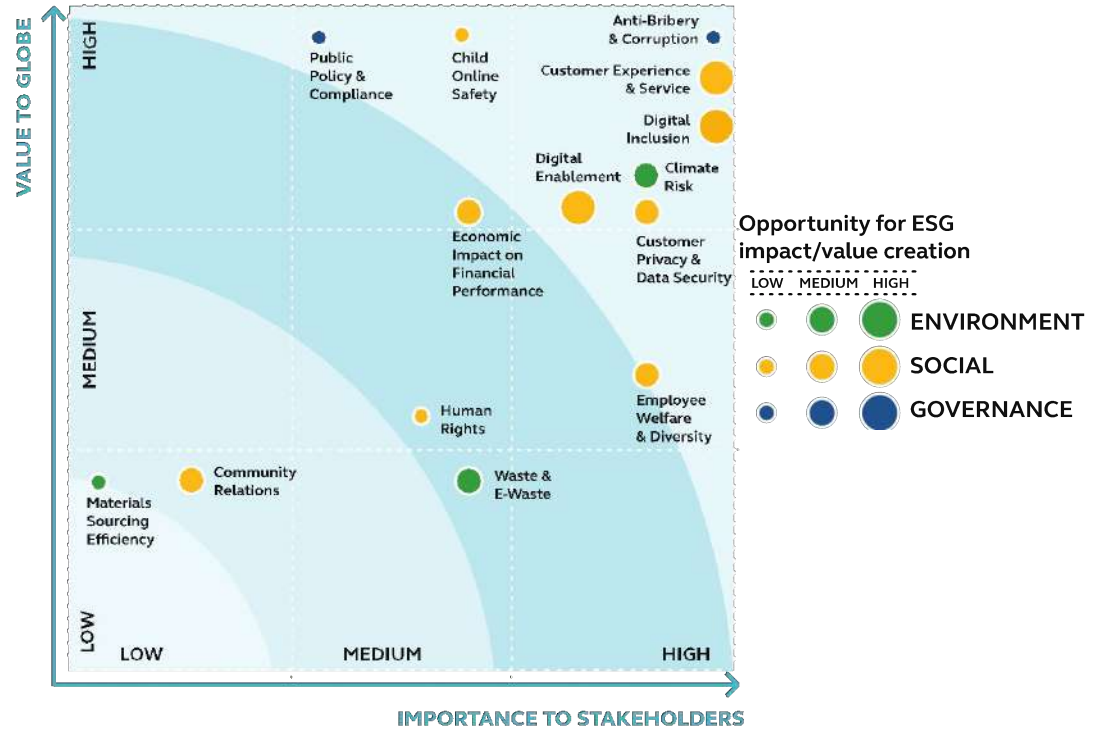 VALUE TO GLOBE
HIGH
MEDIUM
LOW
Public
Policy &
Compliance
Child
Online
Safety
Anti-Bribery
& Corruption
Customer Experience
& Service
Digital
Inclusion
Digital
Enablement
Climate
Risk
Economic
Impact on
Financial
Performance
Customer
Privacy &
Data Security
Employee
Welfare
& Diversity
Human
Rights
Community
Relations
Waste &
E-Waste
Materials
Sourcing
Efficiency
LOW
MEDIUM
HIGH
IMPORTANCE TO STAKEHOLDERS
Opportunity for ESG
impact/value creation
LOW MEDIUM HIGH
ENVIRONMENT
SOCIAL
GOVERNANCE